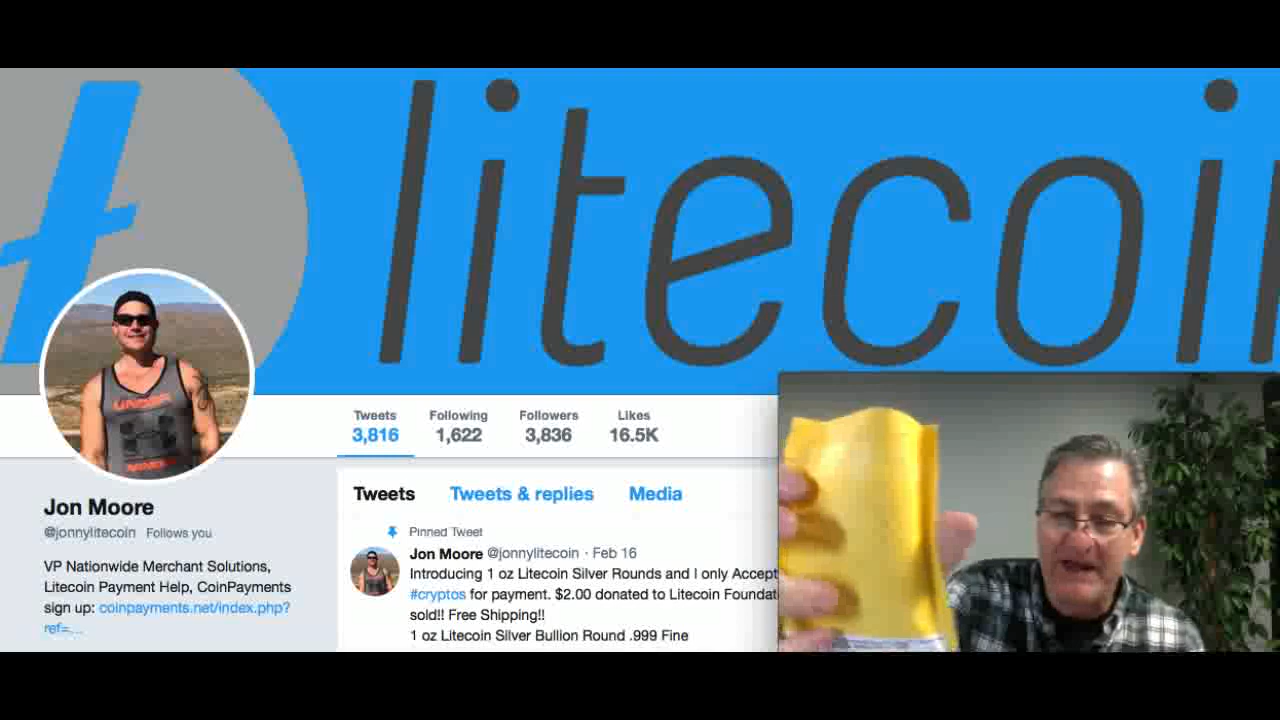 litecoin
Tweets Following Followers Likes
3,816 1,622 3,836 16.5K
Tweets Tweets & replies Media
Jon Moore
@jonnylitecoin Follows you
VP Nationwide Merchant Solutions,
Litecoin Payment Help, CoinPayments
sign up: coinpayments.net/index.php?
ref=...
Pinned Tweet
Jon Moore @jonnylitecoin · Feb 16
Introducing 1 oz Litecoin Silver Rounds and I only Accept
#cryptos for payment. $2.00 donated to Litecoin Foundat
sold!! Free Shipping!!
1 oz Litecoin Silver Bullion Round .999 Fine
UNDER